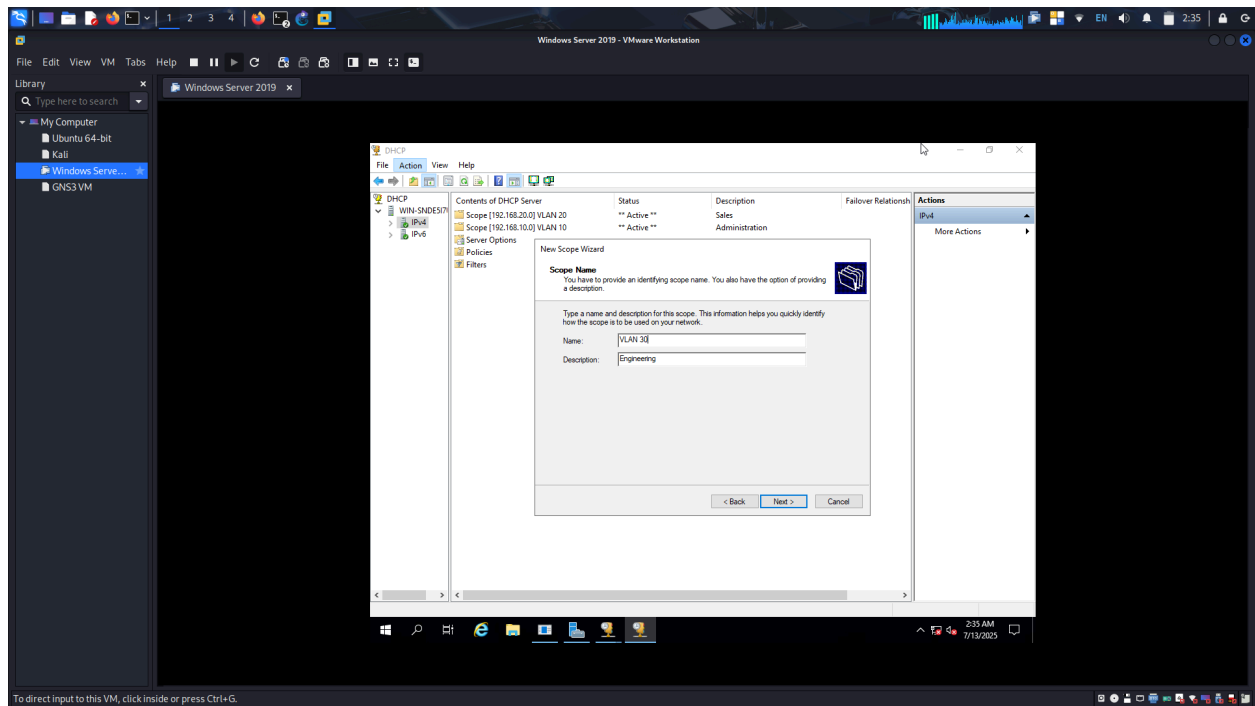 1 2 3 4
EN
2:35
Windows Server 2019 - VMware Workstation
File Edit View VM Tabs Help
Library
Type here to search
My Computer
Ubuntu 64-bit
Kali
Windows Serve...
GNS3 VM
Windows Server 2019
DHCP
File Action View Help
DHCP
WIN-SNDE5I7
IPv4
IPv6
Contents of DHCP Server Status Description Failover Relationsh
Scope [192.168.20.0] VLAN 20 ** Active ** Sales
Scope [192.168.10.0] VLAN 10 ** Active ** Administration
Server Options
Policies
Filters
Actions
IPv4
More Actions
New Scope Wizard
Scope Name
You have to provide an identifying scope name. You also have the option of providing
a description.
Type a name and description for this scope. This information helps you quickly identify
how the scope is to be used on your network.
Name: VLAN 30
Description: Engineering
< Back Next > Cancel
2:35 AM
7/13/2025
To direct input to this VM, click inside or press Ctrl+G.